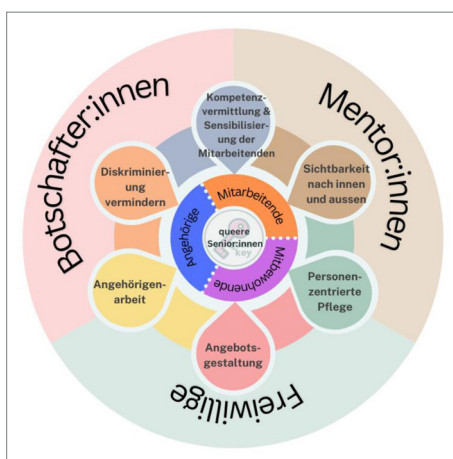 Botschafter:innen
Mentor:innen
Kompetenz-
vermittlung &
Sensibilisier-
ung der
Mitarbeitenden
Diskriminier-
ung
vermindern
Sichtbarkeit
nach innen
und aussen
Mitarbeitende
Angehörige
queere
Senior:innen
key
Mitbewohnende
Angehörigen-
arbeit
Personen-
zentrierte
Pflege
Angebots-
gestaltung
Freiwillige